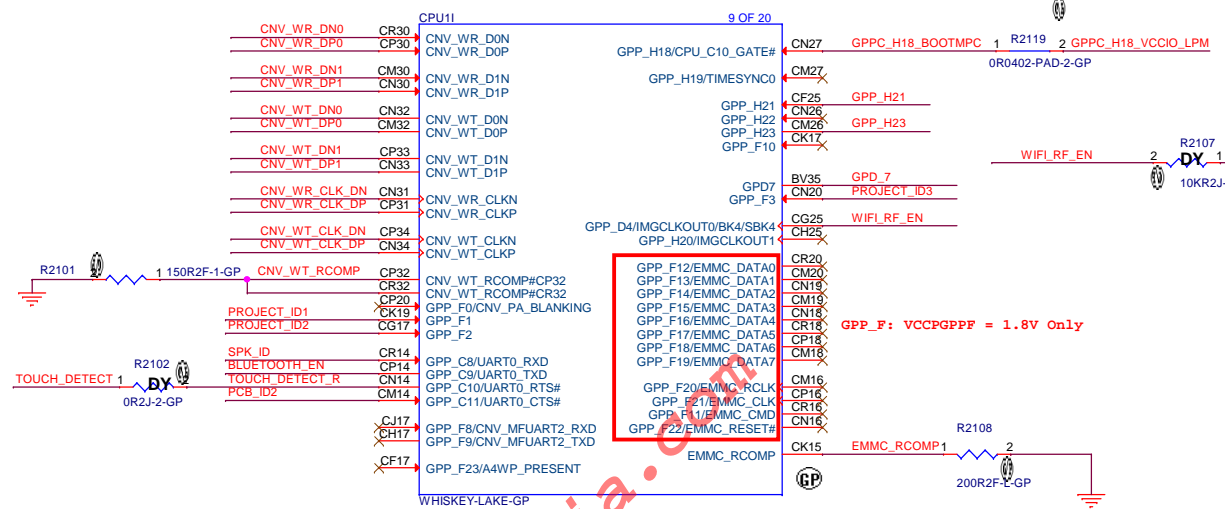 CPU1I
9 OF 20
CNV_WR_DN0 CR30 CNV_WR_D0N
CNV_WR_DP0 CP30 CNV_WR_D0P
CNV_WR_DN1 CM30 CNV_WR_D1N
CNV_WR_DP1 CN30 CNV_WR_D1P
CNV_WT_DN0 CN32 CNV_WT_D0N
CNV_WT_DP0 CM32 CNV_WT_D0P
CNV_WT_DN1 CP33 CNV_WT_D1N
CNV_WT_DP1 CN33 CNV_WT_D1P
CNV_WR_CLK_DN CN31 CNV_WR_CLKN
CNV_WR_CLK_DP CP31 CNV_WR_CLKP
CNV_WT_CLK_DN CP34 CNV_WT_CLKN
CNV_WT_CLK_DP CN34 CNV_WT_CLKP
R2101 1 150R2F-1-GP CNV_WT_RCOMP CP32 CNV_WT_RCOMP#CP32
CR32 CNV_WT_RCOMP#CR32
CP20 GPP_F0/CNV_PA_BLANKING
PROJECT_ID1 CK19 GPP_F1
PROJECT_ID2 CG17 GPP_F2
SPK_ID CR14 GPP_C8/UART0_RXD
BLUETOOTH_EN CP14 GPP_C9/UART0_TXD
TOUCH_DETECT 1 R2102 DY 2 TOUCH_DETECT_R CN14 GPP_C10/UART0_RTS#
0R2J-2-GP
PCB_ID2 CM14 GPP_C11/UART0_CTS#
CJ17 GPP_F8/CNV_MFUART2_RXD
CH17 GPP_F9/CNV_MFUART2_TXD
CF17 GPP_F23/A4WP_PRESENT
WHISKEY-LAKE-GP
GPP_H18/CPU_C10_GATE# CN27 GPPC_H18_BOOTMPC 1 R2119 2 GPPC_H18_VCCIO_LPM
0R0402-PAD-2-GP
GPP_H19/TIMESYNC0 CM27
GPP_H21 CF25 GPP_H21
GPP_H22 CN26
GPP_H23 CM26 GPP_H23
GPP_F10 CK17
WIFI_RF_EN 2 R2107 DY 1
10KR2J-
GPD7 BV35 GPD_7
GPP_F3 CN20 PROJECT_ID3
GPP_D4/IMGCLKOUT0/BK4/SBK4 CG25 WIFI_RF_EN
GPP_H20/IMGCLKOUT1 CH25
GPP_F12/EMMC_DATA0 CR20
GPP_F13/EMMC_DATA1 CM20
GPP_F14/EMMC_DATA2 CN19
GPP_F15/EMMC_DATA3 CM19
GPP_F16/EMMC_DATA4 CN18
GPP_F17/EMMC_DATA5 CR18
GPP_F18/EMMC_DATA6 CP18
GPP_F19/EMMC_DATA7 CM18
GPP_F: VCCPGPPF = 1.8V Only
GPP_F20/EMMC_RCLK CM16
GPP_F21/EMMC_CLK CP16
GPP_F11/EMMC_CMD CR16
GPP_F22/EMMC_RESET# CN16
EMMC_RCOMP CK15 EMMC_RCOMP 1 R2108 2
200R2F-L-GP
GP